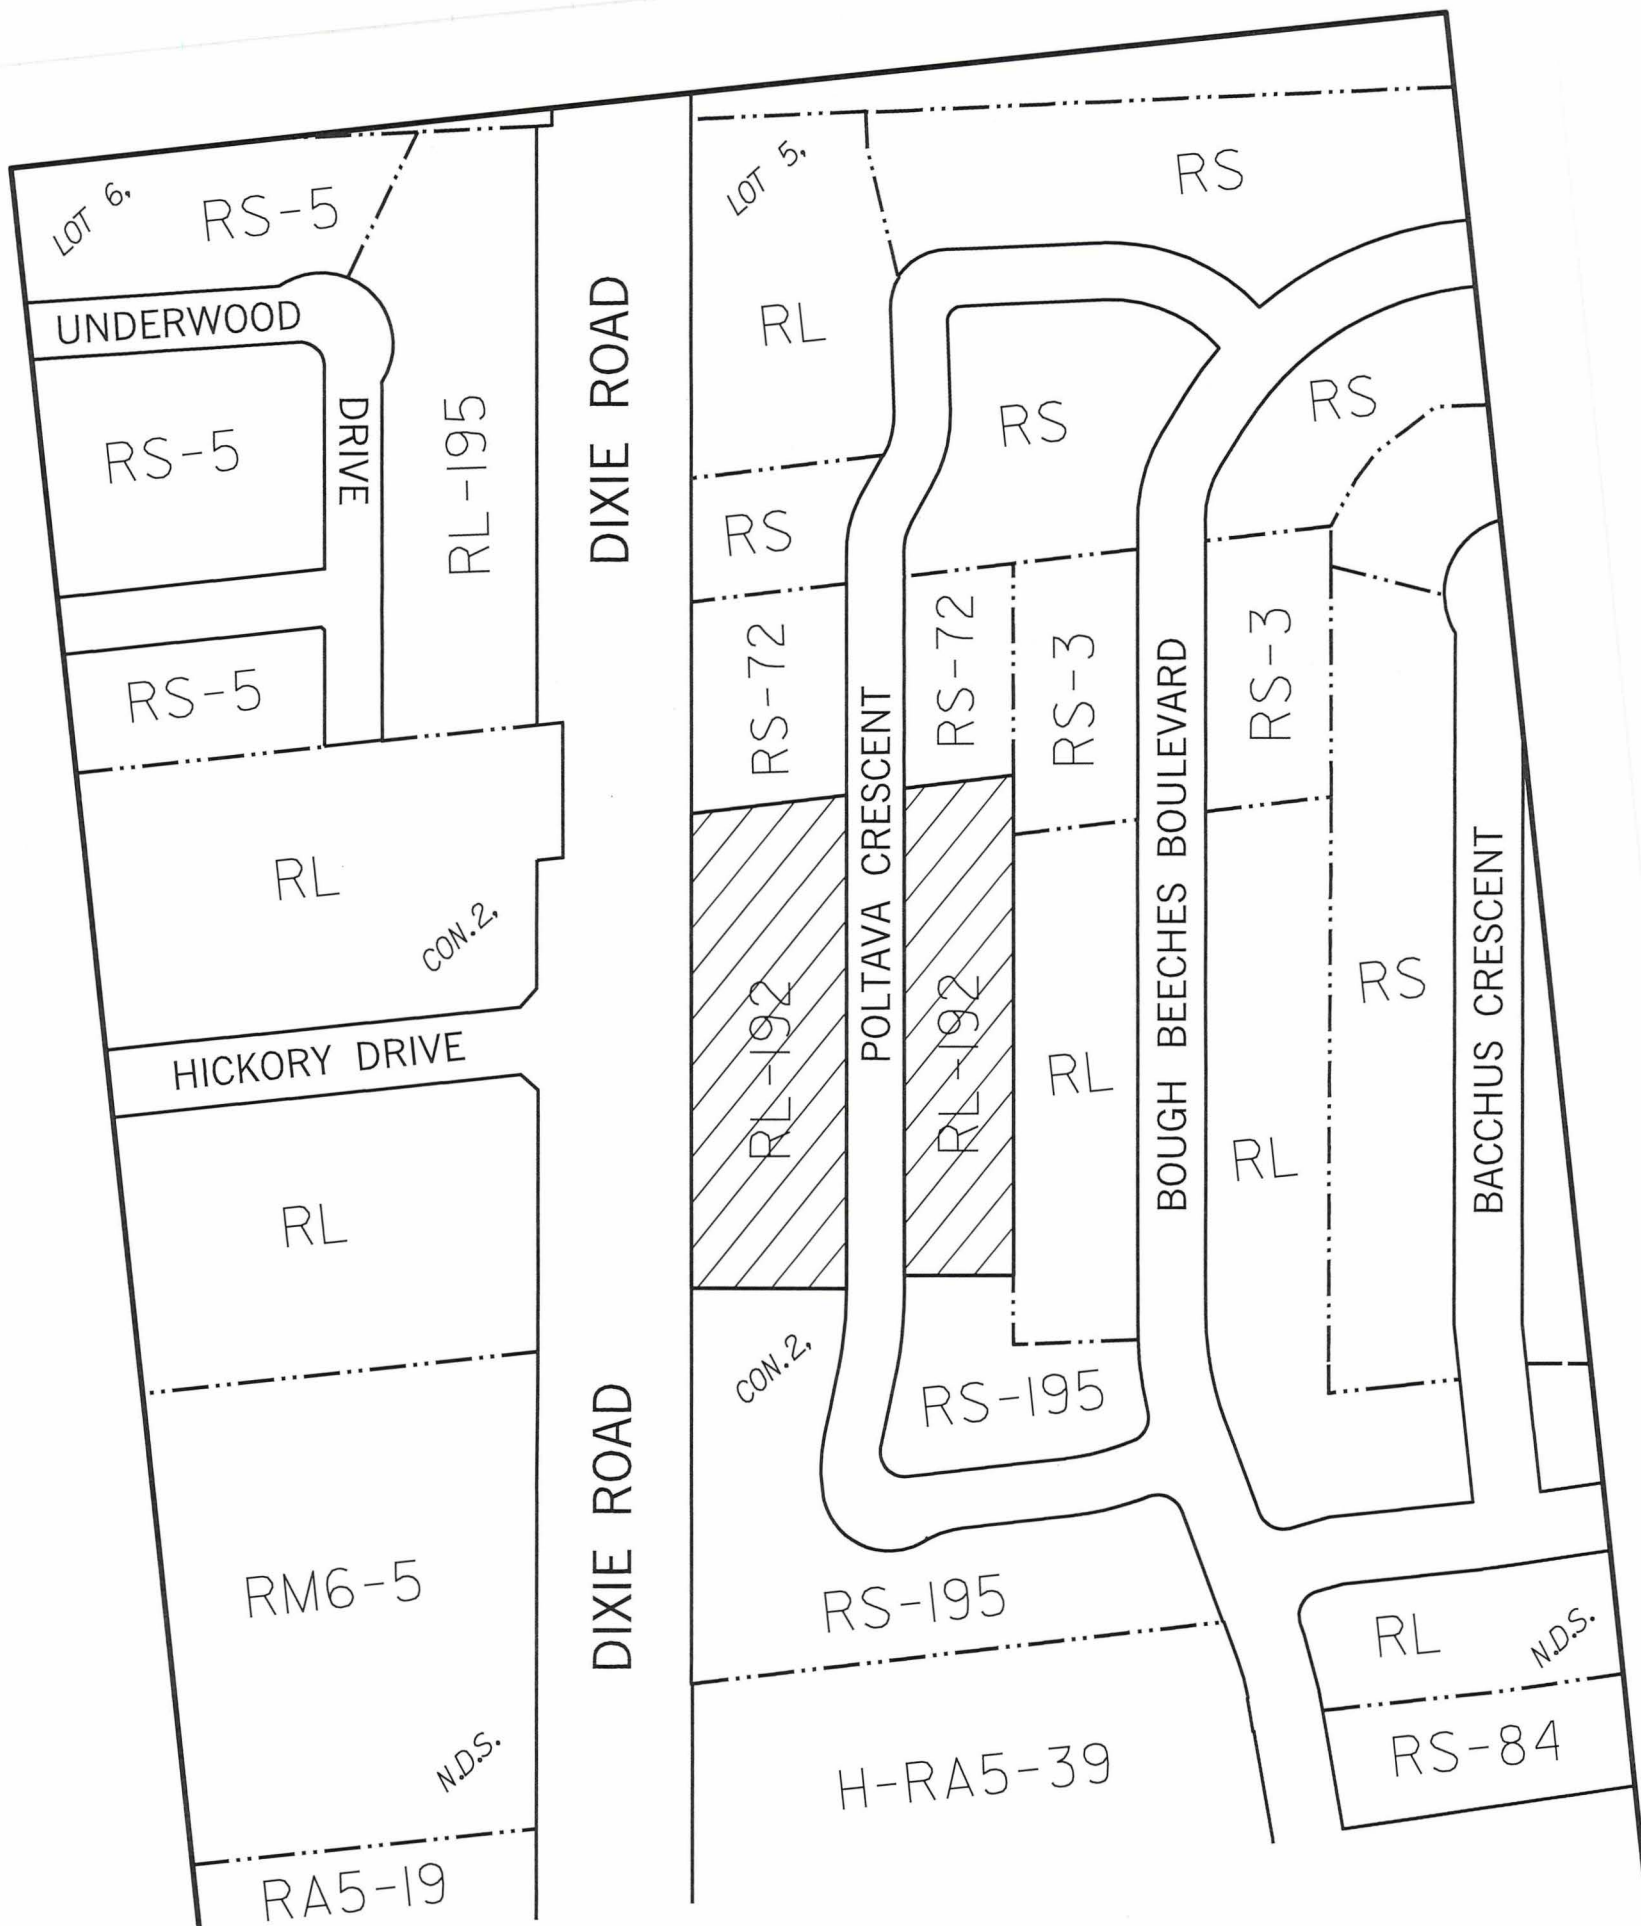 LOT 6,
RS-5
LOT 5,
RS
UNDERWOOD
DRIVE
RL-195
DIXIE ROAD
RL
RS
RS
RS-5
RS
RS-5
RS-72
RS-72
RS-3
RS-3
RL
CON.2,
POLTAVA CRESCENT
BOUGH BEECHES BOULEVARD
BACCHUS CRESCENT
RL-192
RL-192
RL
RL
RS
HICKORY DRIVE
RL
CON.2,
RS-195
DIXIE ROAD
RM6-5
RS-195
RL
N.D.S.
N.D.S.
H-RA5-39
RS-84
RA5-19